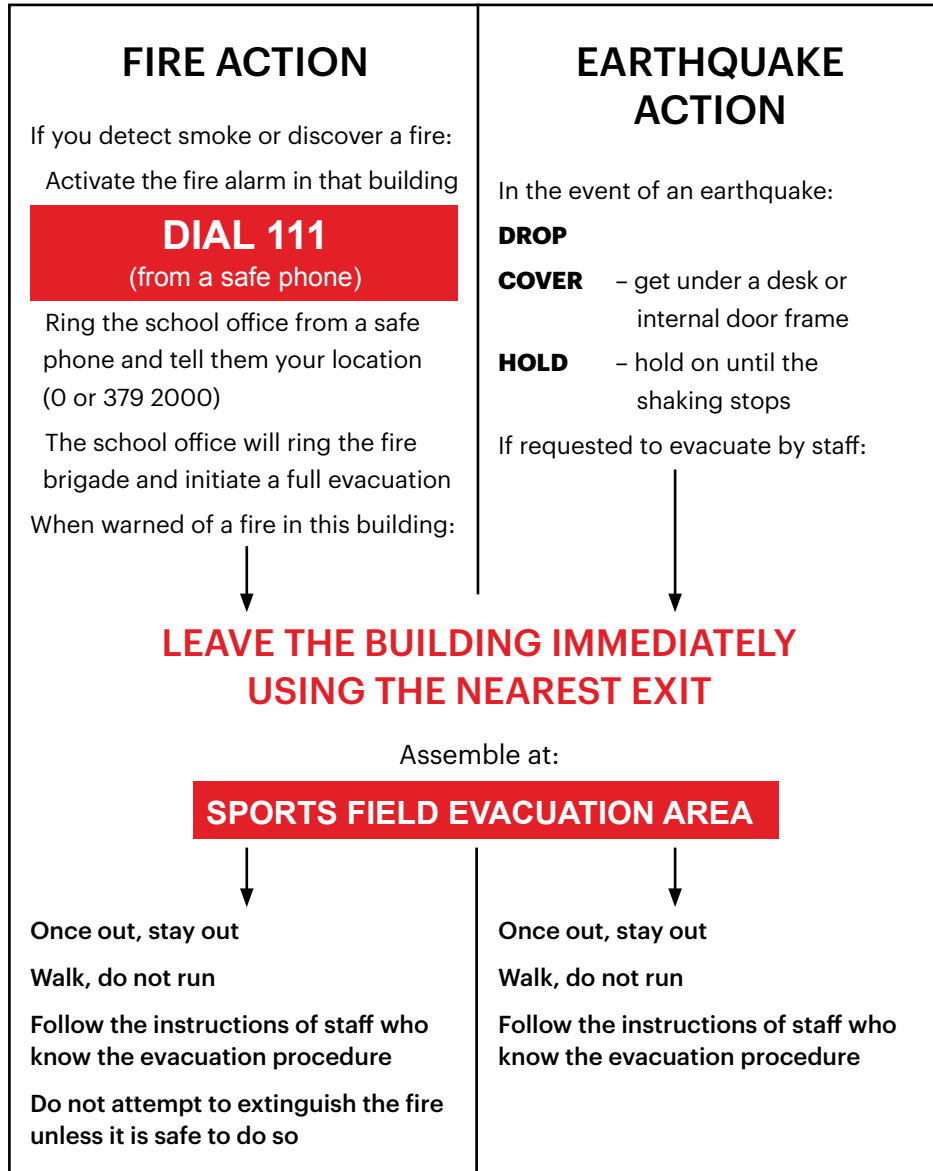 FIRE ACTION
If you detect smoke or discover a fire:
Activate the fire alarm in that building
DIAL 111
(from a safe phone)
Ring the school office from a safe
phone and tell them your location
(0 or 379 2000)
The school office will ring the fire
brigade and initiate a full evacuation
When warned of a fire in this building:
EARTHQUAKE
ACTION
In the event of an earthquake:
DROP
COVER – get under a desk or
internal door frame
HOLD – hold on until the
shaking stops
If requested to evacuate by staff:
LEAVE THE BUILDING IMMEDIATELY
USING THE NEAREST EXIT
Assemble at:
SPORTS FIELD EVACUATION AREA
Once out, stay out
Walk, do not run
Follow the instructions of staff who
know the evacuation procedure
Do not attempt to extinguish the fire
unless it is safe to do so
Once out, stay out
Walk, do not run
Follow the instructions of staff who
know the evacuation procedure